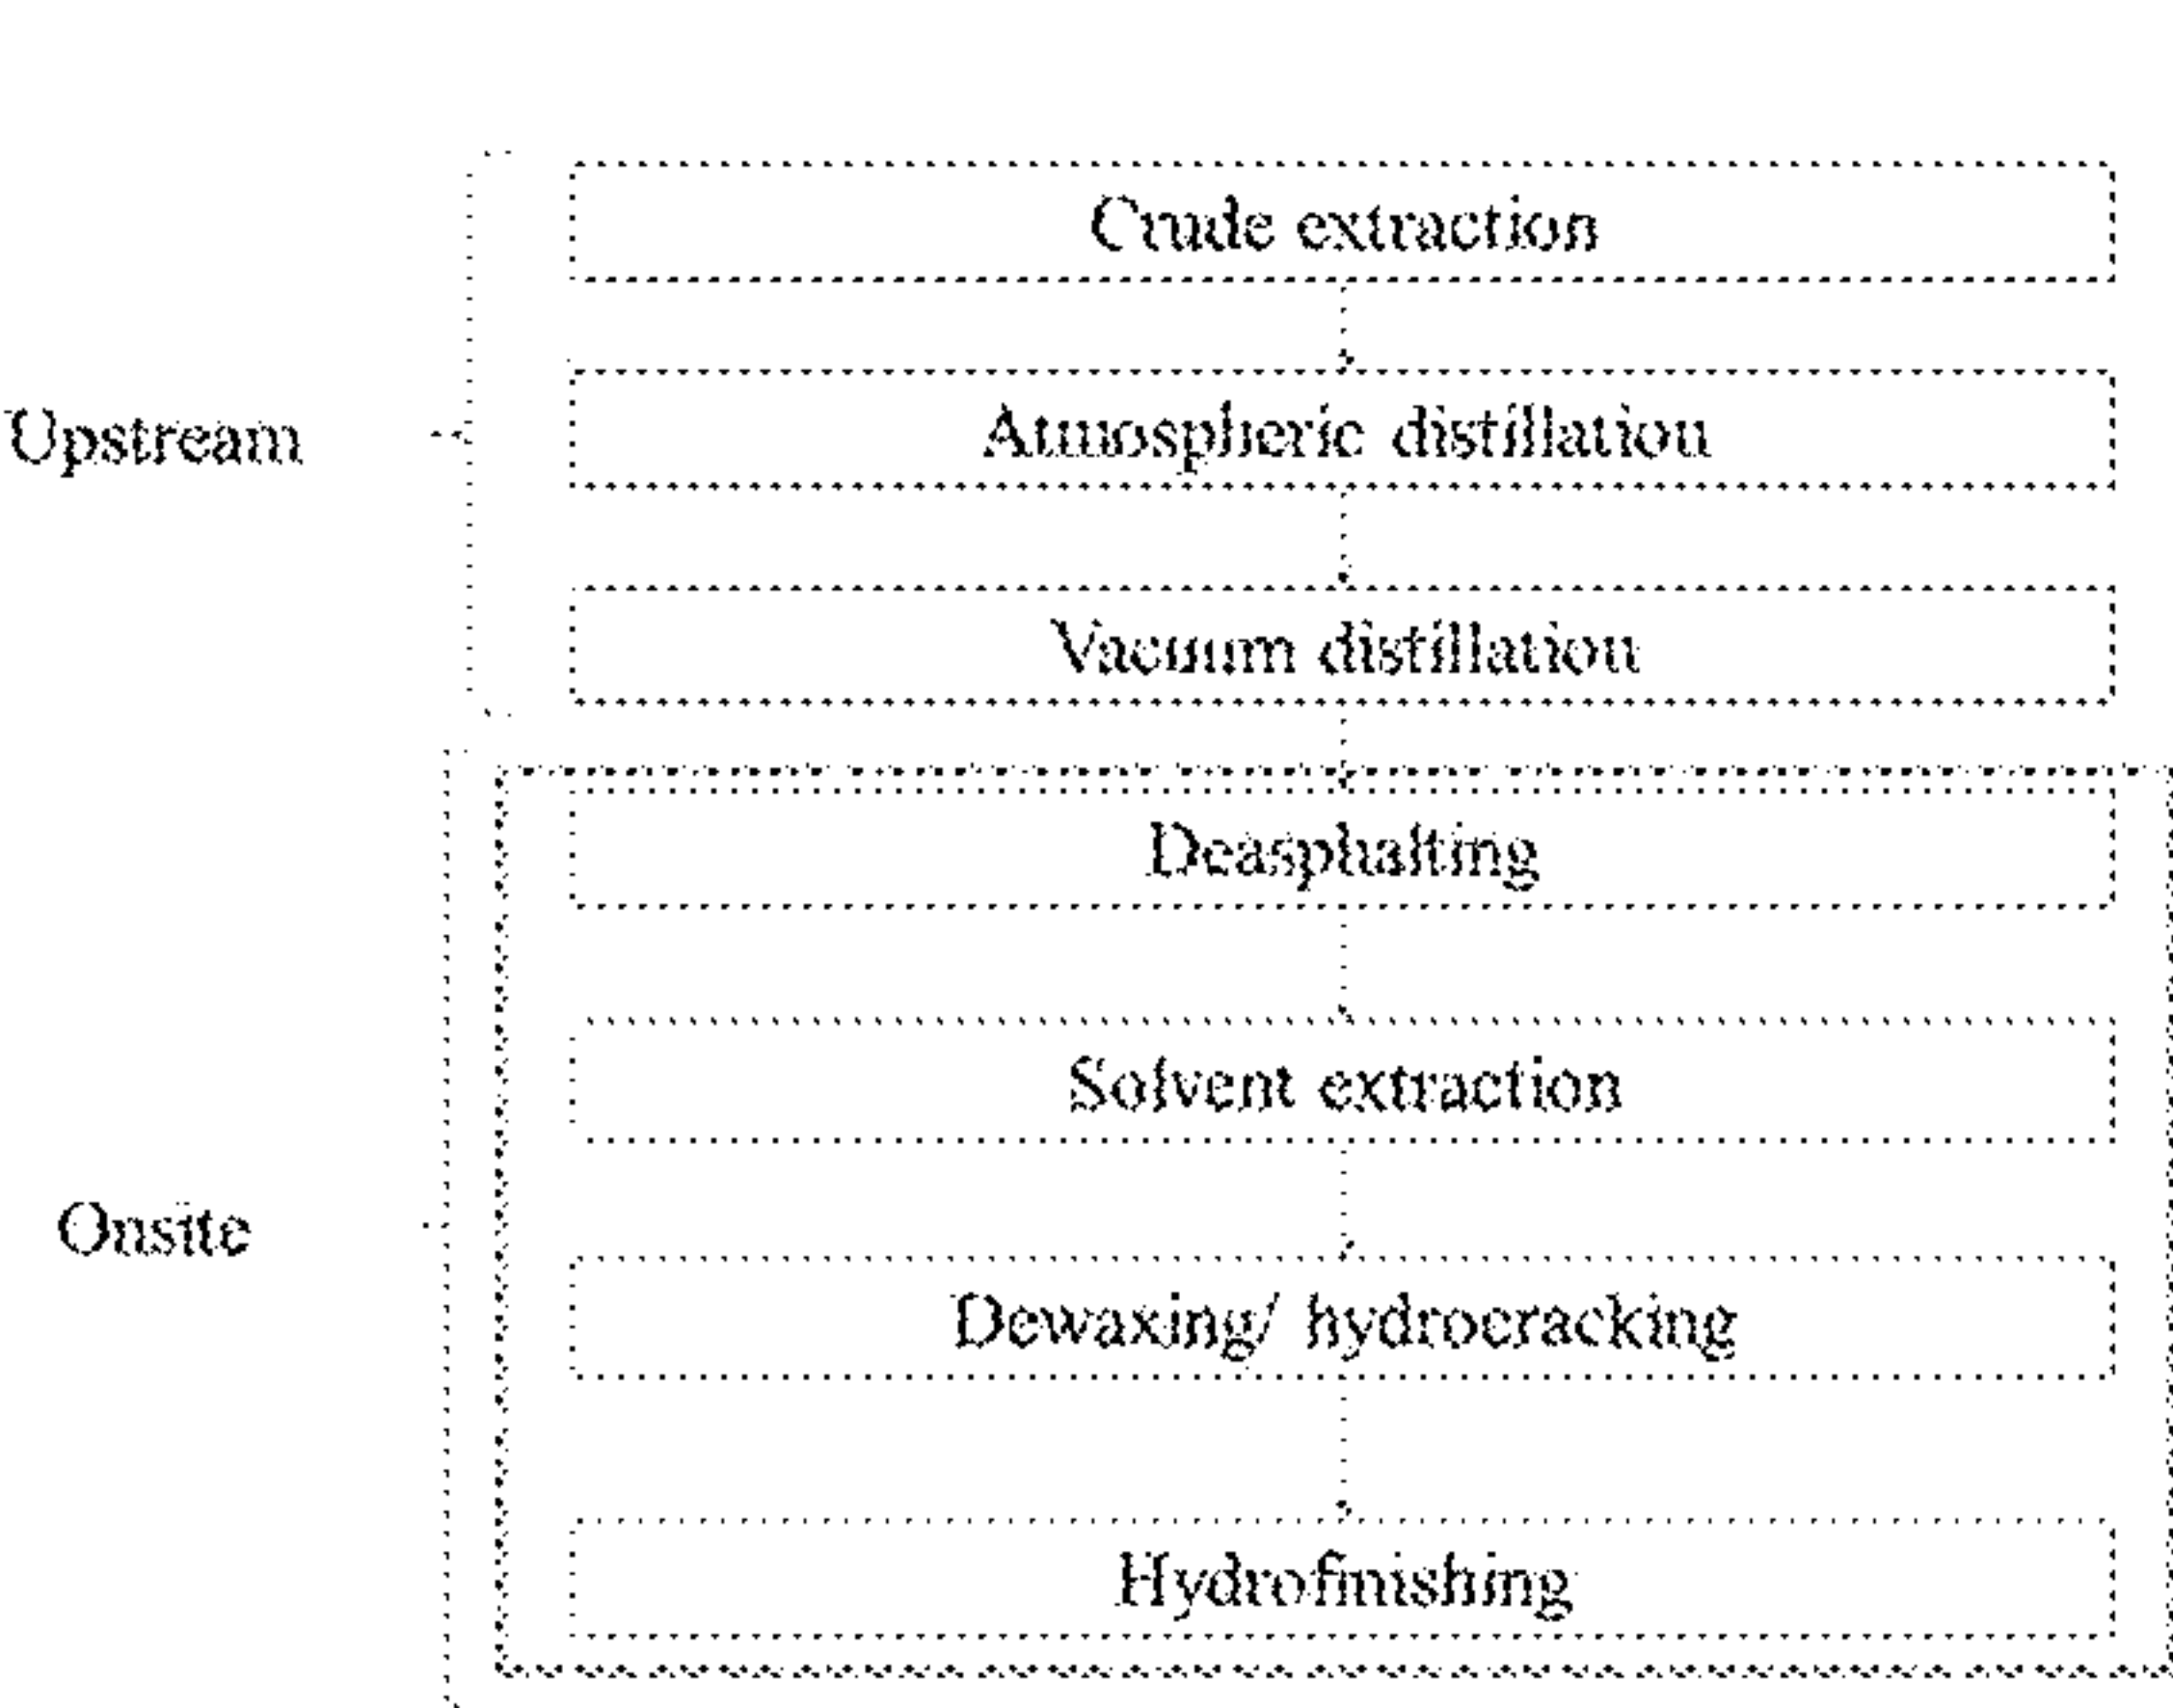 Crude extraction
Upstream
Atmospheric distillation
Vacuum distillation
Deasphalting
Solvent extraction
Onsite
Dewaxing/ hydrocracking
Hydrofinishing